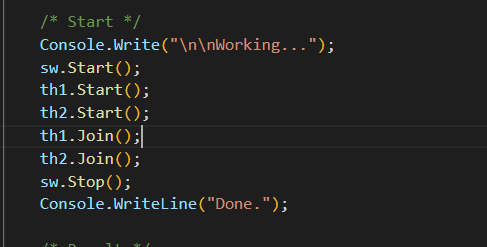 /* Start */
Console.Write("\n\nWorking...");
sw.Start();
th1.Start();
th2.Start();
th1.Join();
th2.Join();
sw.Stop();
Console.WriteLine("Done.");